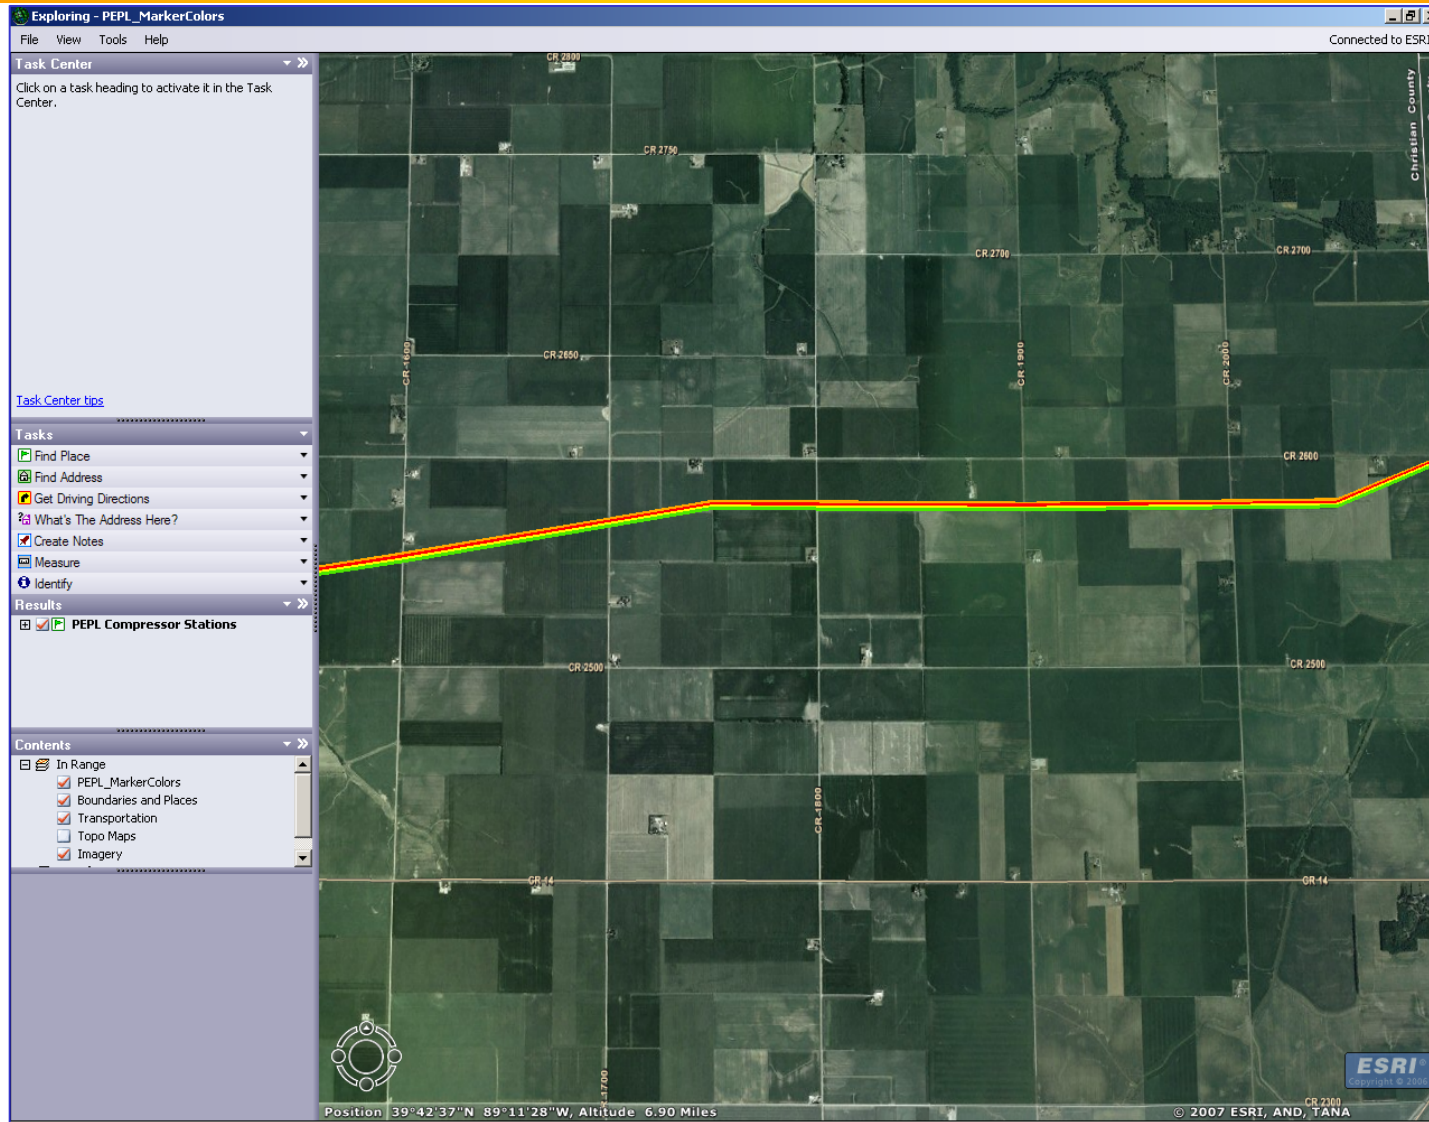 Exploring - PEPL_MarkerColors
File View Tools Help
Connected to ESRI
Task Center
Click on a task heading to activate it in the Task
Center.
Task Center tips
Tasks
Find Place
Find Address
Get Driving Directions
What's The Address Here?
Create Notes
Measure
Identify
Results
PEPL Compressor Stations
Contents
In Range
PEPL_MarkerColors
Boundaries and Places
Transportation
Topo Maps
Imagery
CR 2800
Christian County
CR 2750
CR 2700
CR 2700
CR 1600
CR 2650
CR 1900
CR 2000
CR 2600
CR 2500
CR 2500
CR 1800
CR 14
CR 14
CR 1700
CR 2300
ESRI
Copyright © 2006
Position 39°42'37"N 89°11'28"W, Altitude 6.90 Miles
© 2007 ESRI, AND, TANA